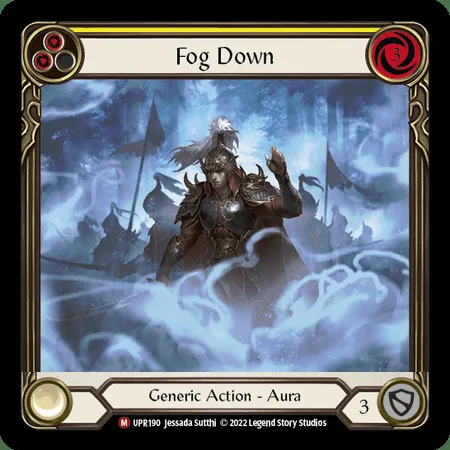 3
Fog Down
Generic Action - Aura
3
M UPR190 Jessada Sutthi © 2022 Legend Story Studios